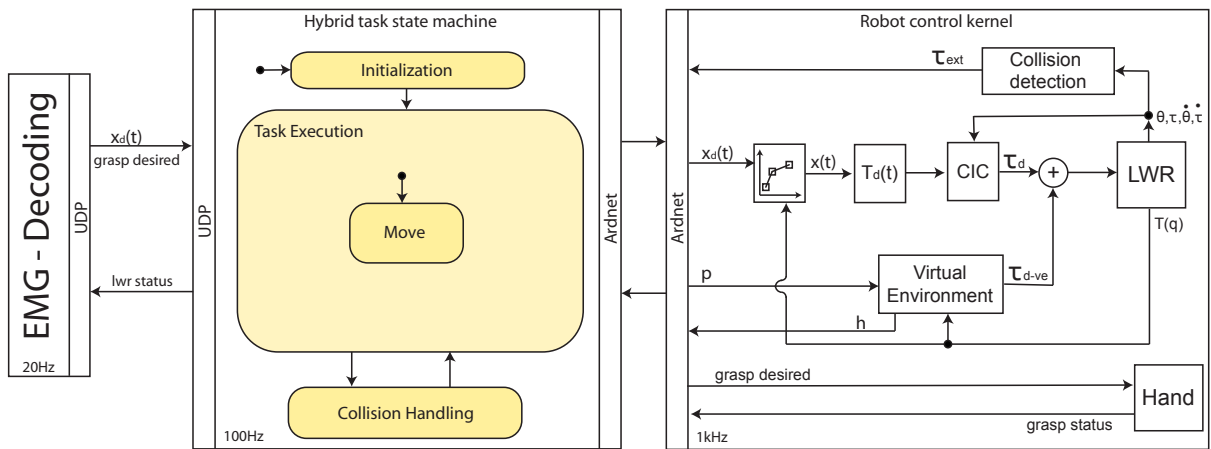 EMG - Decoding
20Hz
UDP
xd(t)
grasp desired
lwr status
Hybrid task state machine
UDP
Initialization
Task Execution
Move
Collision Handling
100Hz
Ardnet
Robot control kernel
Ardnet
τext
Collision
detection
θ,τ,θ̇,τ̇
xd(t)
x(t)
Td(t)
CIC
τd
+
LWR
T(q)
p
Virtual
Environment
τd-ve
h
grasp desired
Hand
grasp status
1kHz